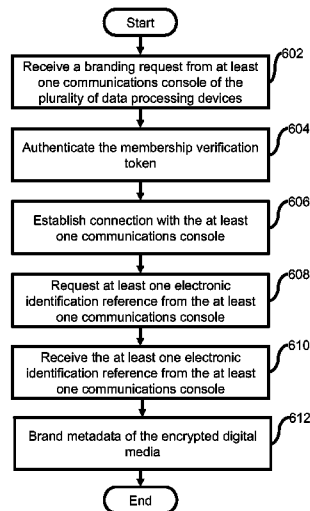 Start
602
Receive a branding request from at least
one communications console of the
plurality of data processing devices
604
Authenticate the membership verification
token
606
Establish connection with the at least
one communications console
608
Request at least one electronic
identification reference from the at least
one communications console
610
Receive the at least one electronic
identification reference from the at least
one communications console
612
Brand metadata of the encrypted digital
media
End